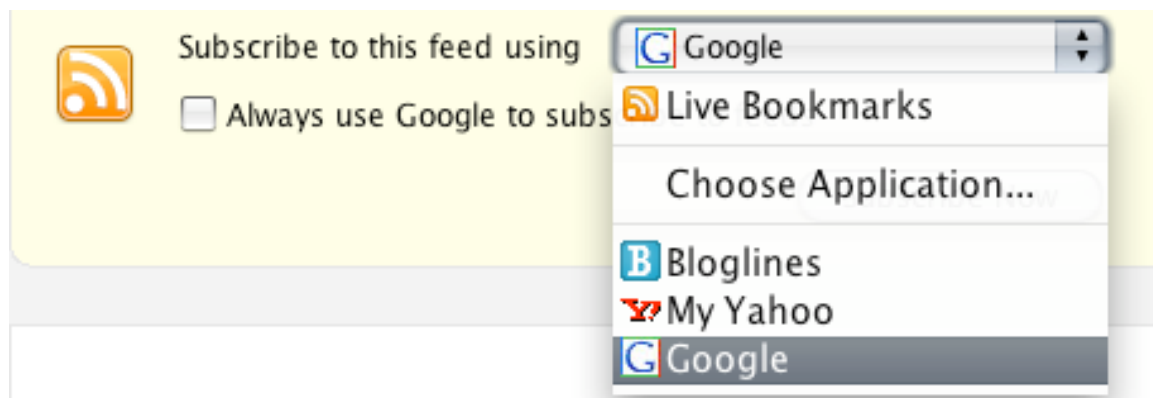 Subscribe to this feed using
Google
Always use Google to subs
Live Bookmarks
Choose Application...
Bloglines
My Yahoo
Google